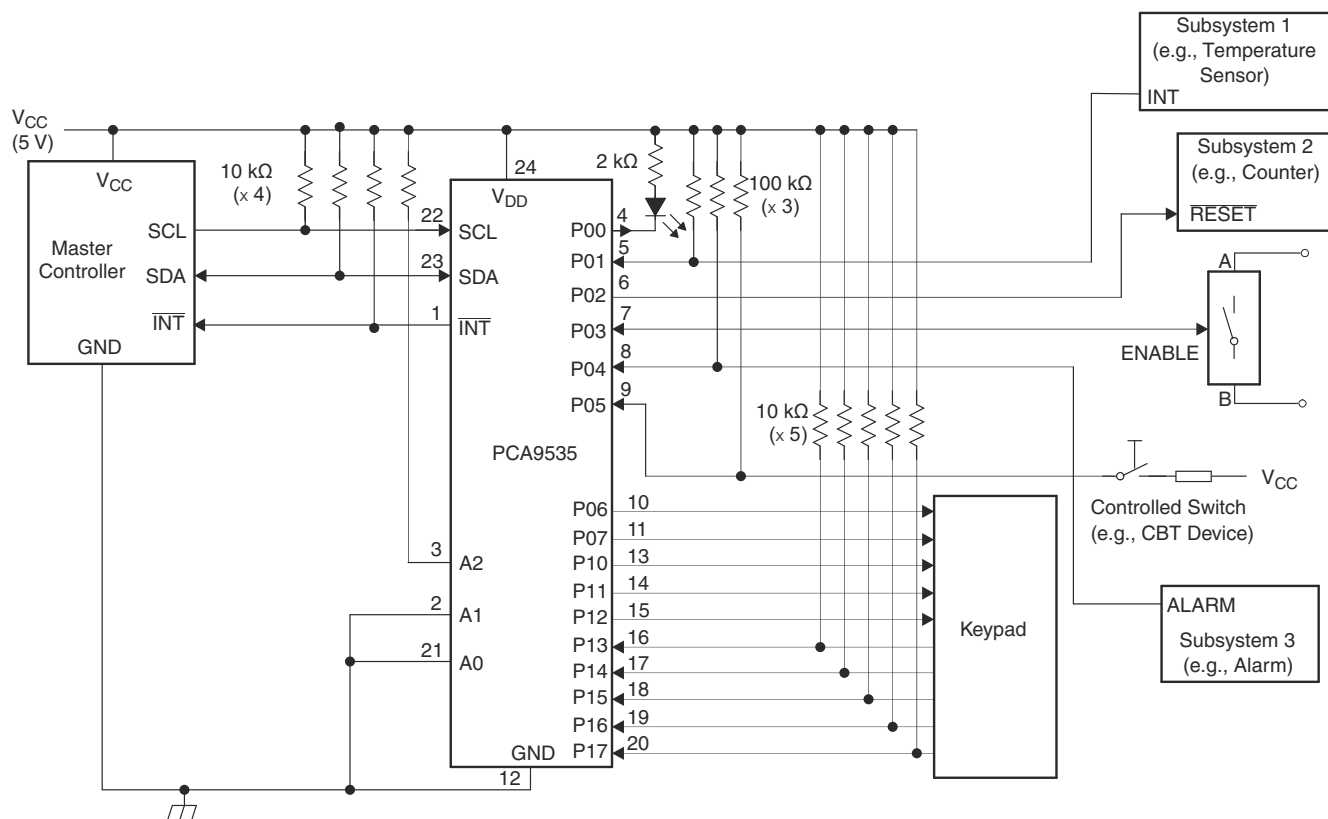 Subsystem 1
(e.g., Temperature
Sensor)
INT
VCC
(5 V)
VCC
10 kΩ
(× 4)
24
VDD
2 kΩ
100 kΩ
(× 3)
Subsystem 2
(e.g., Counter)
RESET
Master
Controller
SCL
SDA
INT
GND
22
SCL
23
SDA
1
INT
P00
4
P01
5
P02
6
P03
7
P04
8
P05
9
A
ENABLE
B
10 kΩ
(× 5)
PCA9535
VCC
Controlled Switch
(e.g., CBT Device)
3
A2
2
A1
21
A0
P06
10
P07
11
P10
13
P11
14
P12
15
P13
16
P14
17
P15
18
P16
19
P17
20
GND
12
Keypad
ALARM
Subsystem 3
(e.g., Alarm)